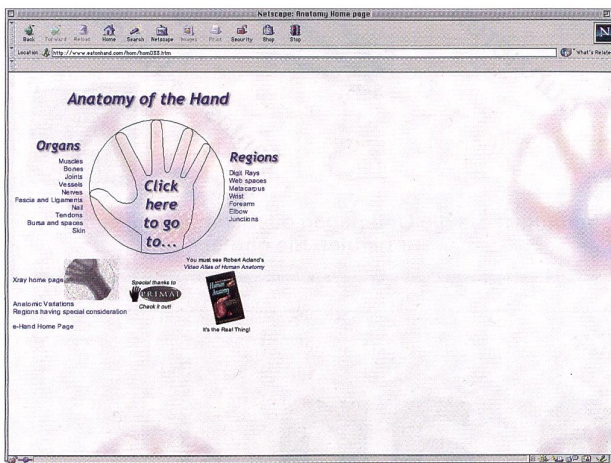 Netscape: Anatomy Home page
Back Forward Reload Home Search Netscape Images Print Security Shop Stop
Location: http://www.eatonhand.com/hom/hom033.htm What's Relate
Anatomy of the Hand
Organs
Muscles
Bones
Joints
Vessels
Nerves
Fascia and Ligaments
Nail
Tendons
Bursa and spaces
Skin
Click
here
to go
to...
Regions
Digit Rays
Web spaces
Metacarpus
Wrist
Forearm
Elbow
Junctions
Xray home page
Special thanks to
PRIMAL
Check it out!
You must see Robert Acland's
Video Atlas of Human Anatomy
Human
Anatomy
It's the Real Thing!
Anatomic Variations
Regions having special consideration
e-Hand Home Page